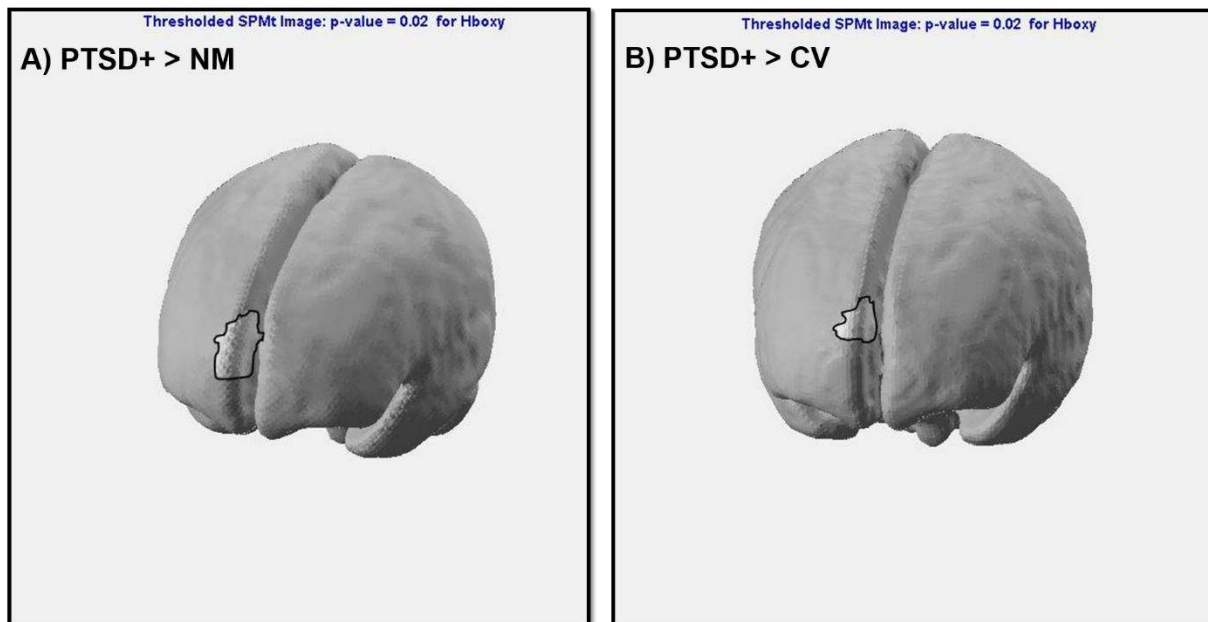 Thresholded SPMt Image: p-value = 0.02 for Hboxy
A) PTSD+ > NM
Thresholded SPMt Image: p-value = 0.02 for Hboxy
B) PTSD+ > CV